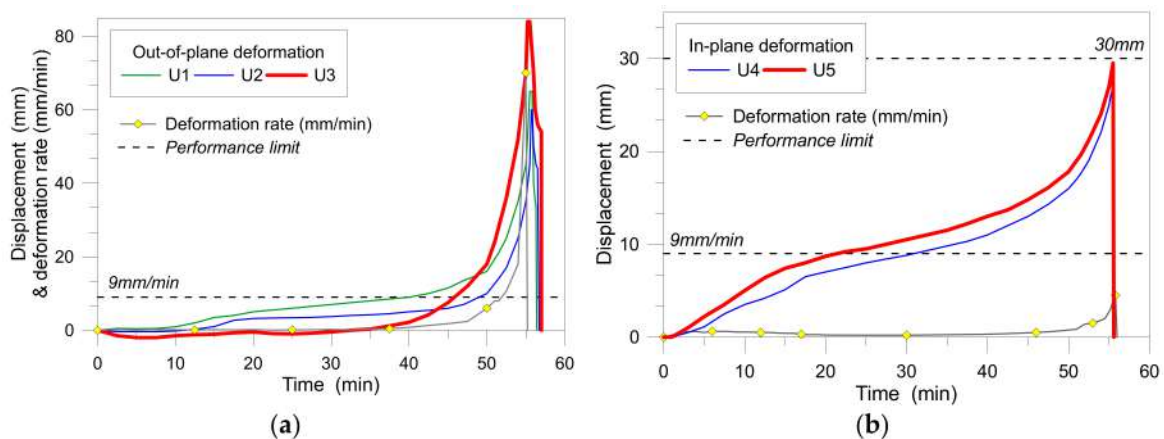 Displacement (mm)
& deformation rate (mm/min)
80
60
40
20
0
Out-of-plane deformation
U1 U2 U3
Deformation rate (mm/min)
Performance limit
9mm/min
0 10 20 30 40 50 60
Time (min)
(a)
Displacement (mm)
30
20
10
0
In-plane deformation
U4 U5
30mm
Deformation rate (mm/min)
Performance limit
9mm/min
0 10 20 30 40 50 60
Time (min)
(b)